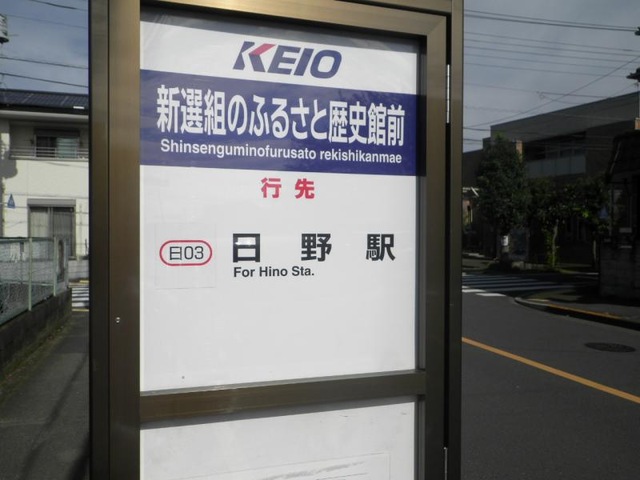 KEIO
新選組のふるさと歴史館前
Shinsenguminofurusato rekishikanmae
行先
日03 日野駅
For Hino Sta.